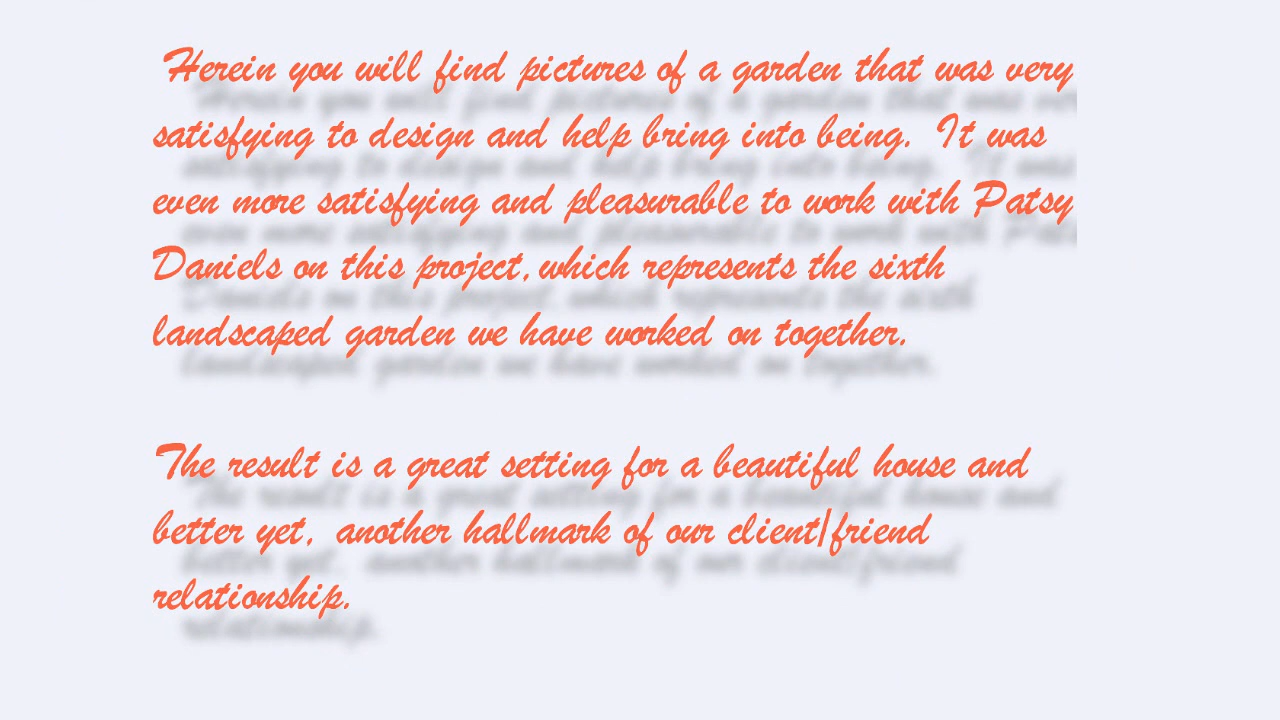 Herein you will find pictures of a garden that was very
satisfying to design and help bring into being. It was
even more satisfying and pleasurable to work with Patsy
Daniels on this project, which represents the sixth
landscaped garden we have worked on together.
The result is a great setting for a beautiful house and
better yet, another hallmark of our client/friend
relationship.